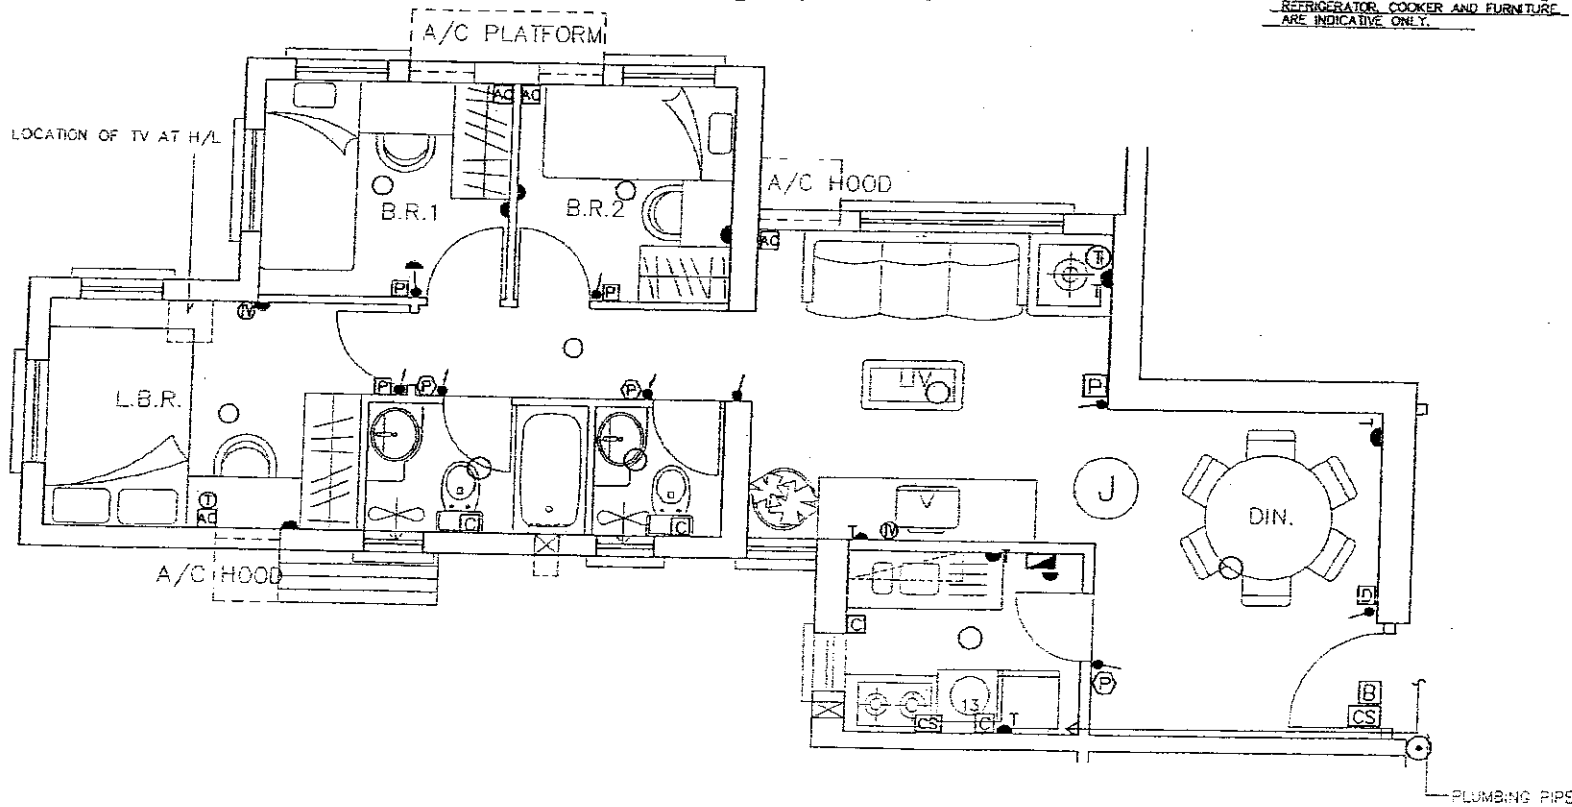 REFRIGERATOR, COOKER AND FURNITURE
ARE INDICATIVE ONLY.
A/C PLATFORM
LOCATION OF TV AT H/L
AC
AC
A/C HOOD
B.R.1
B.R.2
AC
T
T
P
P
TV
L.B.R.
P
P
P
LIV
P
T
J
DIN.
T
AC
C
C
V
T
TV
A/C HOOD
T
C
D
P
B
CS
13
CS
C
T
PLUMBING PIPE